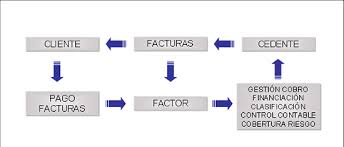 CLIENTE
FACTURAS
CEDENTE
PAGO
FACTURAS
FACTOR
GESTIÓN COBRO
FINANCIACIÓN
CLASIFICACIÓN
CONTROL CONTABLE
COBERTURA RIESGO